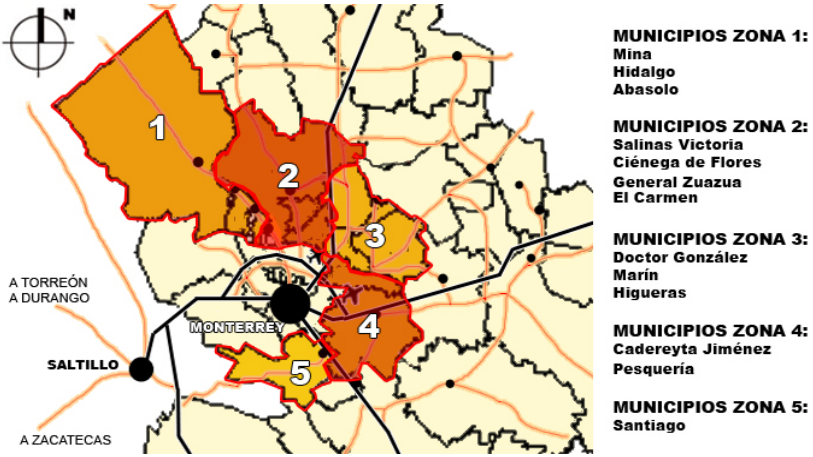 N
1
2
3
4
5
A TORREÓN
A DURANGO
MONTERREY
SALTILLO
A ZACATECAS
MUNICIPIOS ZONA 1:
Mina
Hidalgo
Abasolo
MUNICIPIOS ZONA 2:
Salinas Victoria
Ciénega de Flores
General Zuazua
El Carmen
MUNICIPIOS ZONA 3:
Doctor González
Marín
Higueras
MUNICIPIOS ZONA 4:
Cadereyta Jiménez
Pesquería
MUNICIPIOS ZONA 5:
Santiago